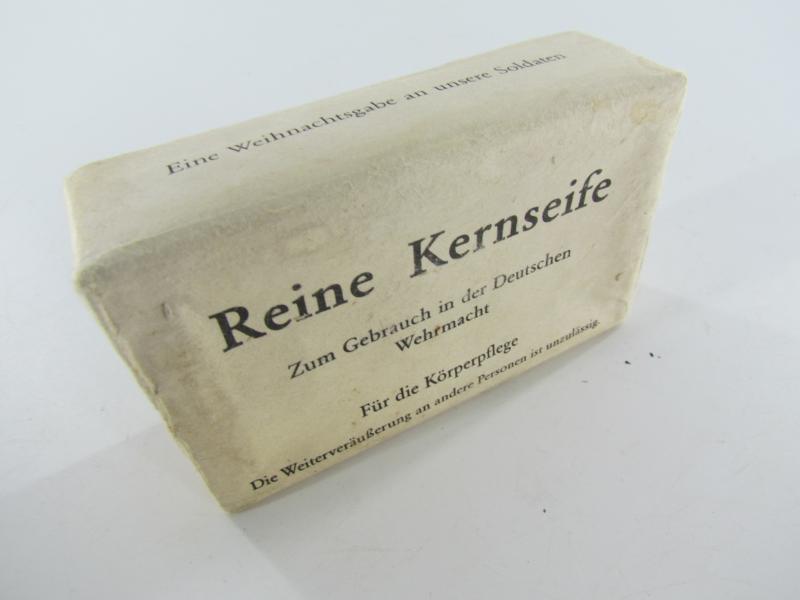 Eine Weihnachtsgabe an unsere Soldaten
Reine Kernseife
Zum Gebrauch in der Deutschen
Wehrmacht
Für die Körperpflege
Die Weiterveräußerung an andere Personen ist unzulässig.